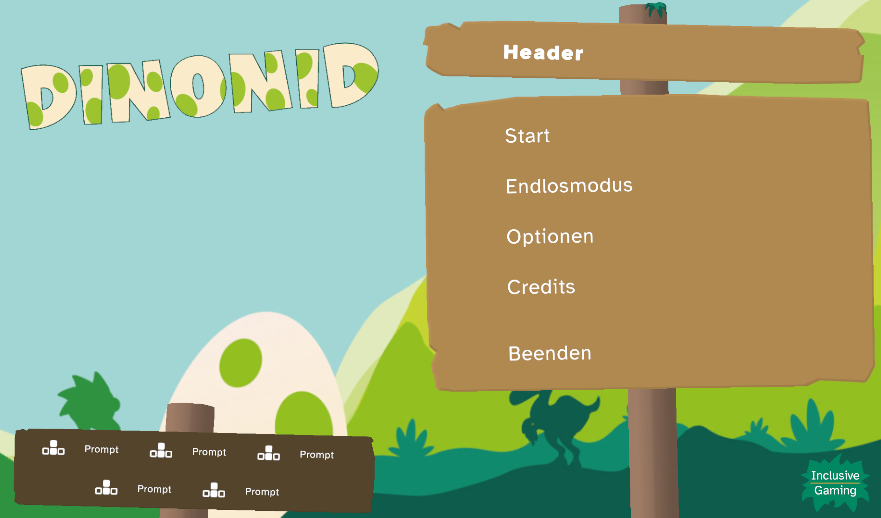 DINONID
Header
Start
Endlosmodus
Optionen
Credits
Beenden
Prompt Prompt Prompt
Prompt Prompt
Inclusive
Gaming